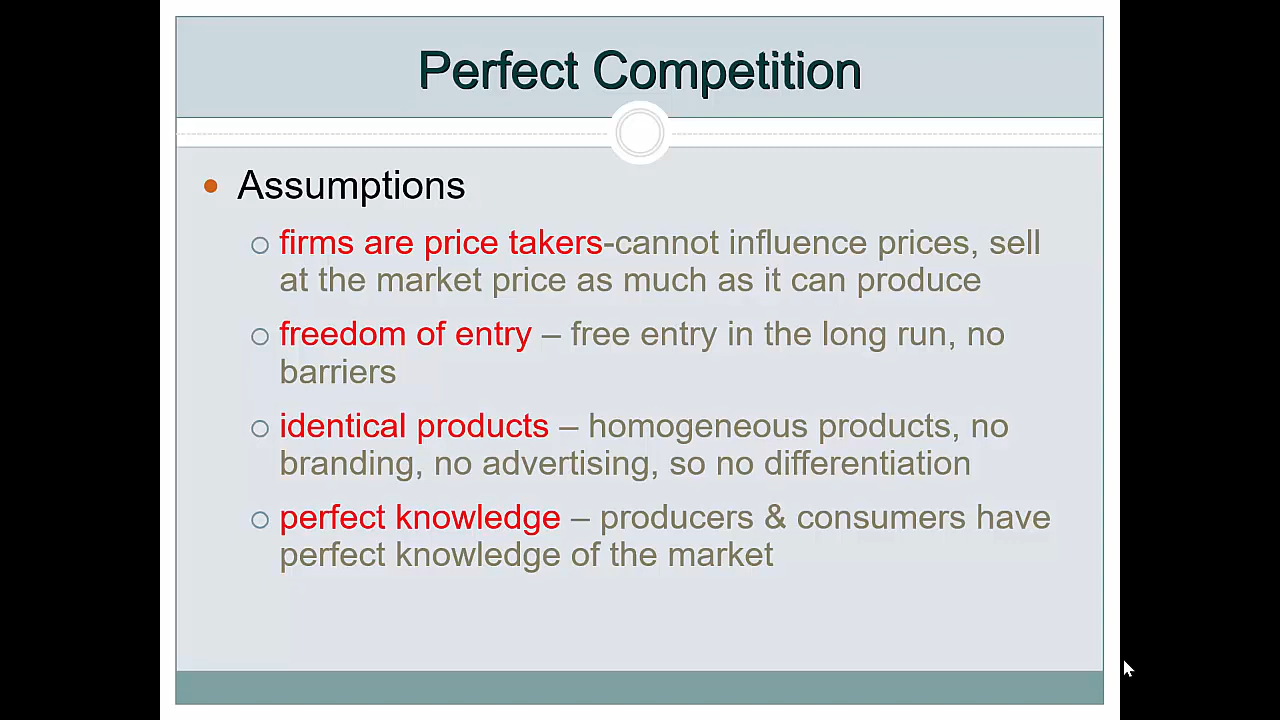 Perfect Competition
Assumptions
firms are price takers-cannot influence prices, sell
at the market price as much as it can produce
freedom of entry – free entry in the long run, no
barriers
identical products – homogeneous products, no
branding, no advertising, so no differentiation
perfect knowledge – producers & consumers have
perfect knowledge of the market